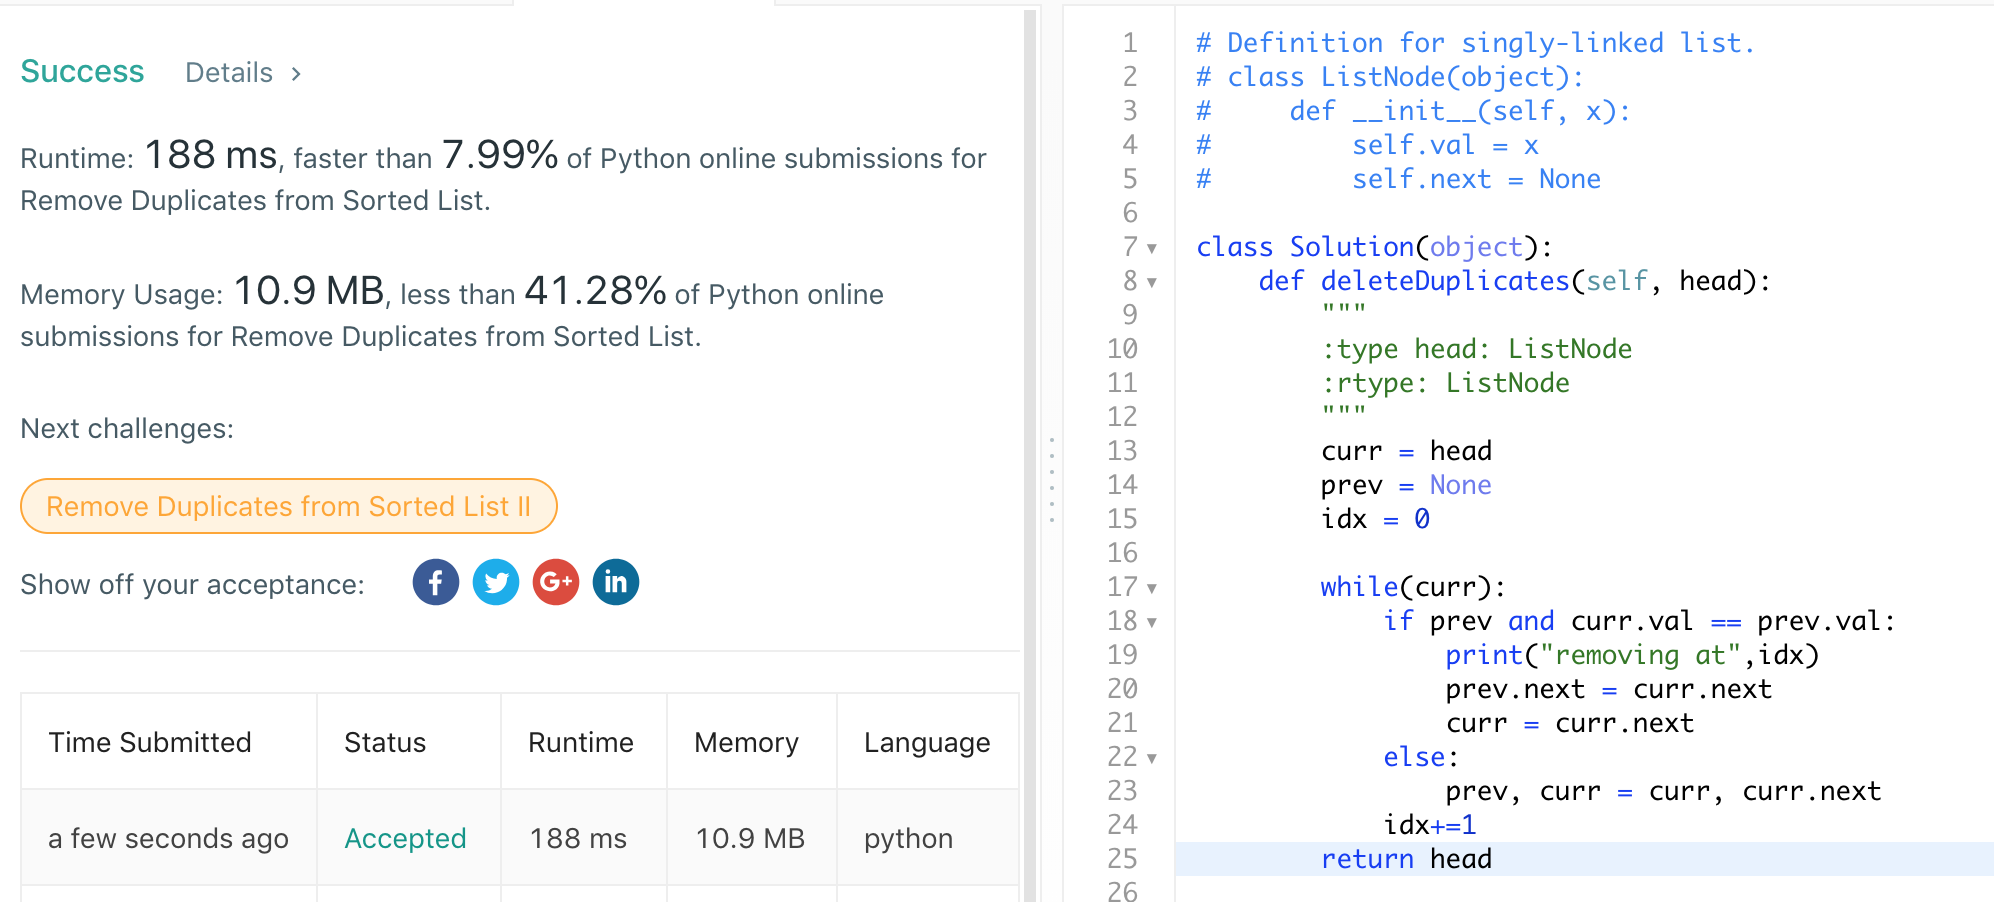 Success Details >
Runtime: 188 ms, faster than 7.99% of Python online submissions for
Remove Duplicates from Sorted List.
Memory Usage: 10.9 MB, less than 41.28% of Python online
submissions for Remove Duplicates from Sorted List.
Next challenges:
Remove Duplicates from Sorted List II
Show off your acceptance: f G+ in
Time Submitted Status Runtime Memory Language
a few seconds ago Accepted 188 ms 10.9 MB python
1 # Definition for singly-linked list.
2 # class ListNode(object):
3 #     def __init__(self, x):
4 #         self.val = x
5 #         self.next = None
6
7 class Solution(object):
8     def deleteDuplicates(self, head):
9         """
10         :type head: ListNode
11         :rtype: ListNode
12         """
13         curr = head
14         prev = None
15         idx = 0
16
17         while(curr):
18             if prev and curr.val == prev.val:
19                 print("removing at",idx)
20                 prev.next = curr.next
21                 curr = curr.next
22             else:
23                 prev, curr = curr, curr.next
24             idx+=1
25         return head
26